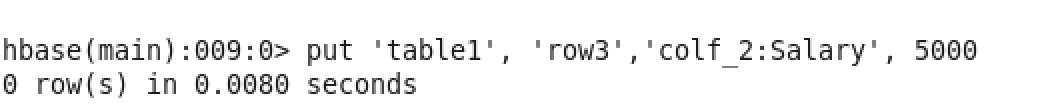 hbase(main):009:0> put 'table1', 'row3','colf_2:Salary', 5000
0 row(s) in 0.0080 seconds